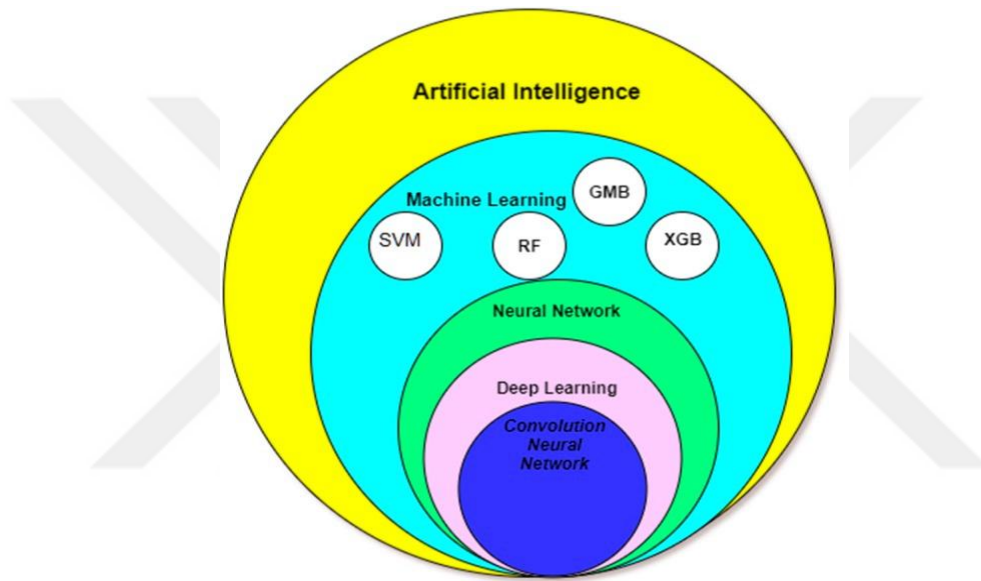 Artificial Intelligence
Machine Learning
GMB
SVM
RF
XGB
Neural Network
Deep Learning
Convolution
Neural
Network